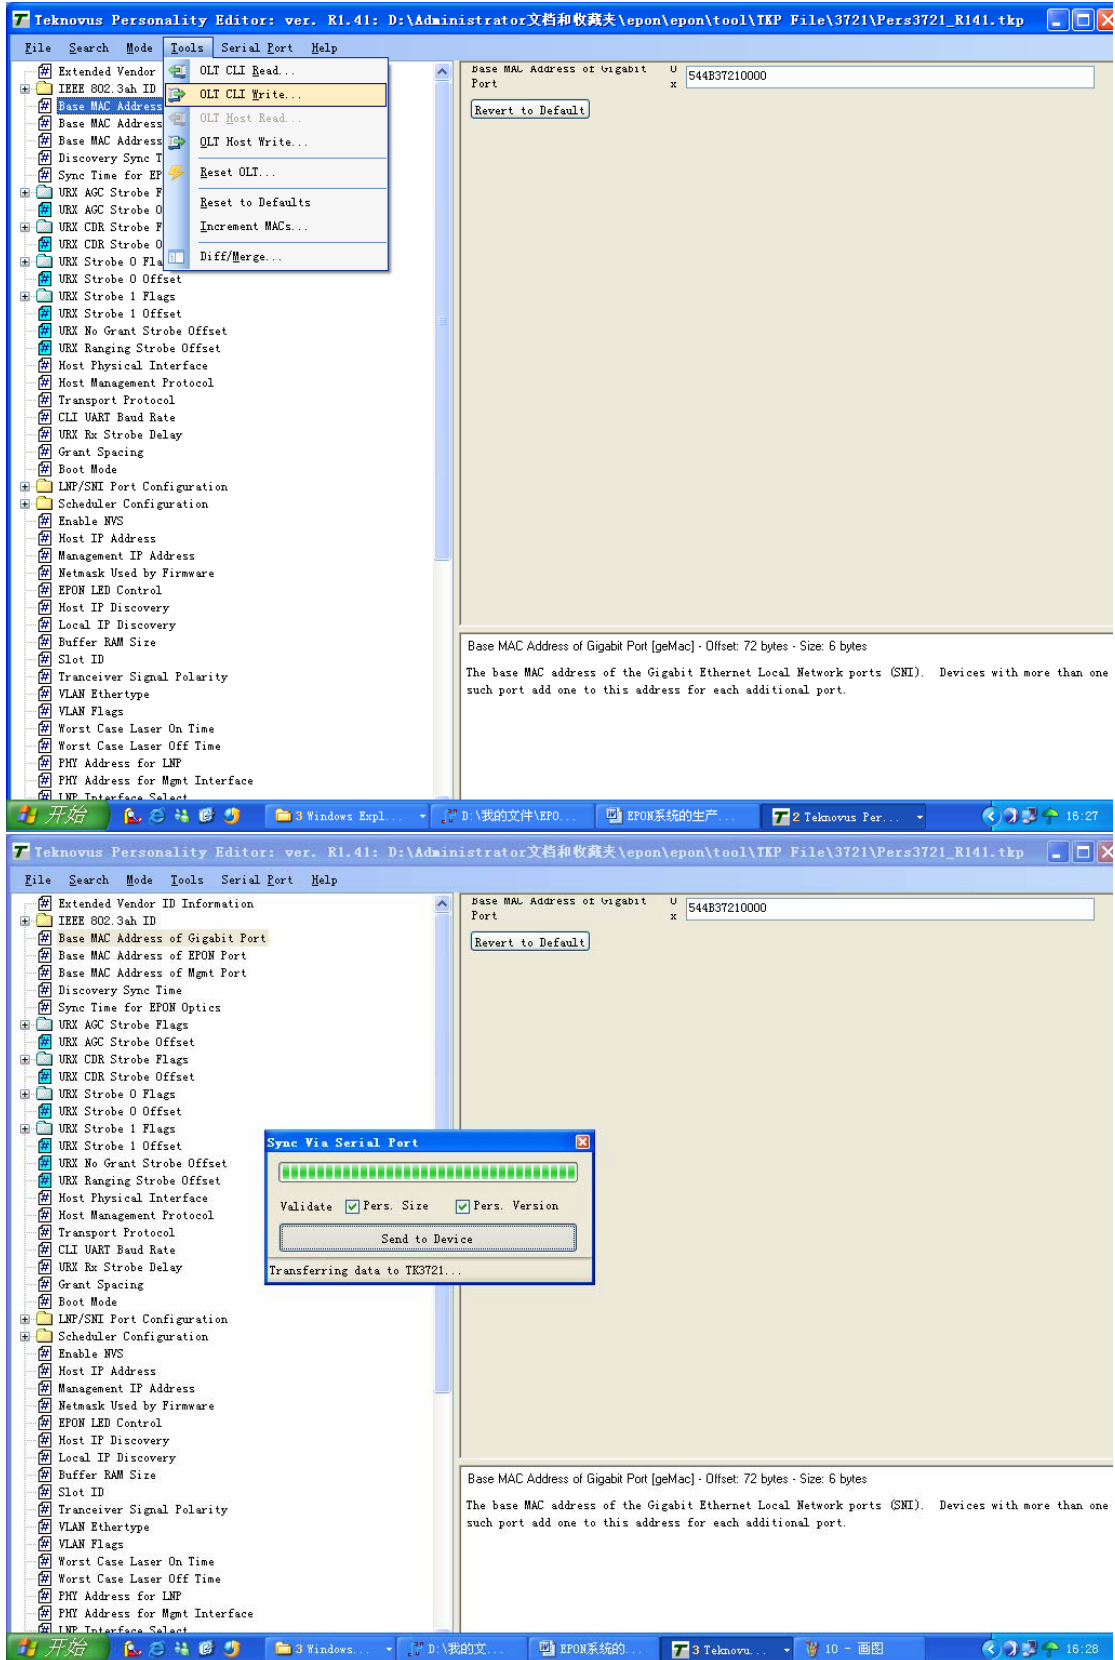 Teknovus Personality Editor: ver. R1.41: D:\Administrator文档和收藏夹\epon\epon\tool\TKP File\3721\Pers3721_R141.tkp
File Search Mode Tools Serial Port Help
Extended Vendor
IEEE 802.3ah ID
Base MAC Address
Base MAC Address
Base MAC Address
Discovery Sync T
Sync Time for EP
URX AGC Strobe F
URX AGC Strobe O
URX CDR Strobe F
URX CDR Strobe O
URX Strobe 0 Fla
URX Strobe 0 Offset
URX Strobe 1 Flags
URX Strobe 1 Offset
URX No Grant Strobe Offset
URX Ranging Strobe Offset
Host Physical Interface
Host Management Protocol
Transport Protocol
CLI UART Baud Rate
URX Rx Strobe Delay
Grant Spacing
Boot Mode
LNP/SNI Port Configuration
Scheduler Configuration
Enable NVS
Host IP Address
Management IP Address
Netmask Used by Firmware
EPON LED Control
Host IP Discovery
Local IP Discovery
Buffer RAM Size
Slot ID
Tranceiver Signal Polarity
VLAN Ethertype
VLAN Flags
Worst Case Laser On Time
Worst Case Laser Off Time
PHY Address for LNP
PHY Address for Mgmt Interface
LNP Interface Select
OLT CLI Read...
OLT CLI Write...
OLT Host Read...
OLT Host Write...
Reset OLT...
Reset to Defaults
Increment MACs...
Diff/Merge...
Base MAC Address of Gigabit 0
Port x
544B37210000
Revert to Default
Base MAC Address of Gigabit Port [geMac] - Offset: 72 bytes - Size: 6 bytes
The base MAC address of the Gigabit Ethernet Local Network ports (SNI). Devices with more than one
such port add one to this address for each additional port.
开始 3 Windows Expl... D:\我的文件\EPO... EPON系统的生产... 2 Teknovus Per... 16:27
Teknovus Personality Editor: ver. R1.41: D:\Administrator文档和收藏夹\epon\epon\tool\TKP File\3721\Pers3721_R141.tkp
File Search Mode Tools Serial Port Help
Extended Vendor ID Information
IEEE 802.3ah ID
Base MAC Address of Gigabit Port
Base MAC Address of EPON Port
Base MAC Address of Mgmt Port
Discovery Sync Time
Sync Time for EPON Optics
URX AGC Strobe Flags
URX AGC Strobe Offset
URX CDR Strobe Flags
URX CDR Strobe Offset
URX Strobe 0 Flags
URX Strobe 0 Offset
URX Strobe 1 Flags
URX Strobe 1 Offset
URX No Grant Strobe Offset
URX Ranging Strobe Offset
Host Physical Interface
Host Management Protocol
Transport Protocol
CLI UART Baud Rate
URX Rx Strobe Delay
Grant Spacing
Boot Mode
LNP/SNI Port Configuration
Scheduler Configuration
Enable NVS
Host IP Address
Management IP Address
Netmask Used by Firmware
EPON LED Control
Host IP Discovery
Local IP Discovery
Buffer RAM Size
Slot ID
Tranceiver Signal Polarity
VLAN Ethertype
VLAN Flags
Worst Case Laser On Time
Worst Case Laser Off Time
PHY Address for LNP
PHY Address for Mgmt Interface
LNP Interface Select
Sync Via Serial Port
Validate Pers. Size Pers. Version
Send to Device
Transferring data to TK3721...
Base MAC Address of Gigabit 0
Port x
544B37210000
Revert to Default
Base MAC Address of Gigabit Port [geMac] - Offset: 72 bytes - Size: 6 bytes
The base MAC address of the Gigabit Ethernet Local Network ports (SNI). Devices with more than one
such port add one to this address for each additional port.
开始 3 Windows... D:\我的文... EPON系统的... 3 Teknovu... 10 - 画图 16:28